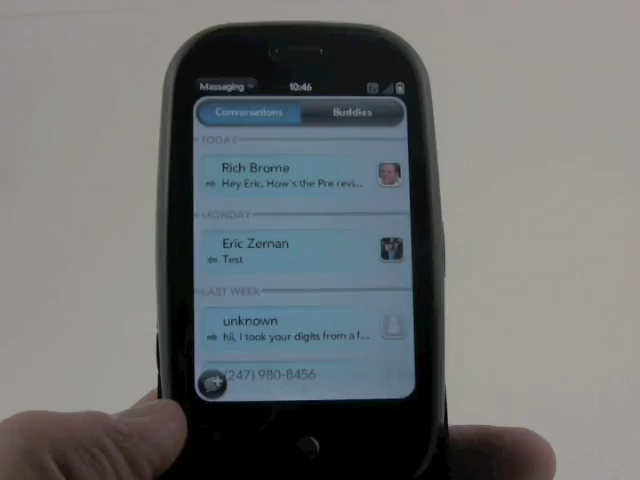 Messaging 10:46
Conversations Buddies
TODAY
Rich Brome
Hey Eric. How's the Pre revi...
MONDAY
Eric Zeman
Test
LAST WEEK
unknown
hii, I took your digits from a f...
(247) 980-8456